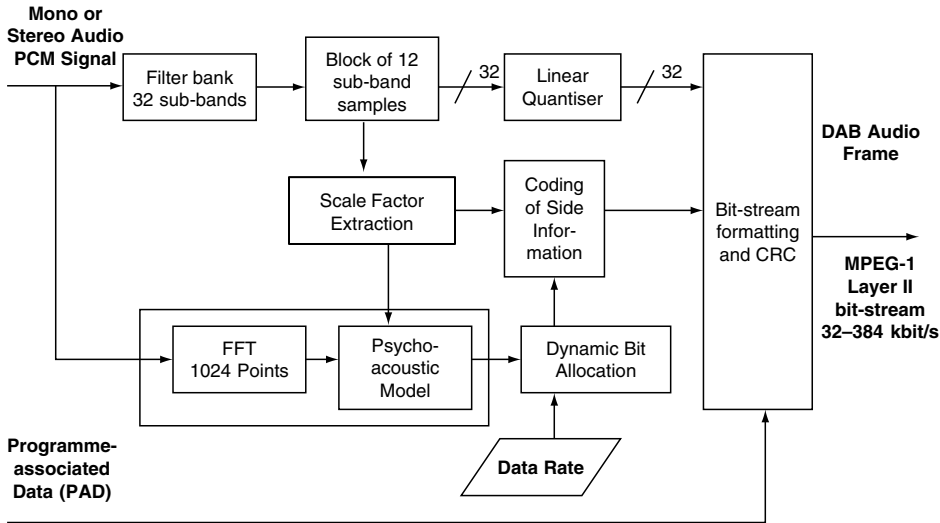 Mono or
Stereo Audio
PCM Signal
Filter bank
32 sub-bands
Block of 12
sub-band
samples
32
Linear
Quantiser
32
DAB Audio
Frame
Scale Factor
Extraction
Coding
of Side
Infor-
mation
Bit-stream
formatting
and CRC
MPEG-1
Layer II
bit-stream
32–384 kbit/s
FFT
1024 Points
Psycho-
acoustic
Model
Dynamic Bit
Allocation
Data Rate
Programme-
associated
Data (PAD)